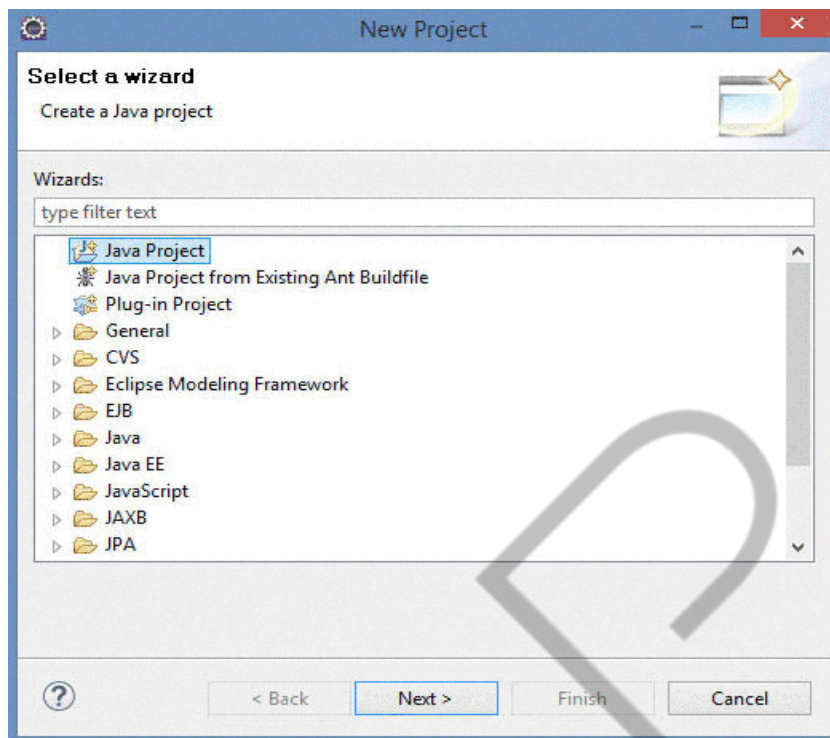 New Project
Select a wizard
Create a Java project
Wizards:
type filter text
Java Project
Java Project from Existing Ant Buildfile
Plug-in Project
General
CVS
Eclipse Modeling Framework
EJB
Java
Java EE
JavaScript
JAXB
JPA
? < Back Next > Finish Cancel